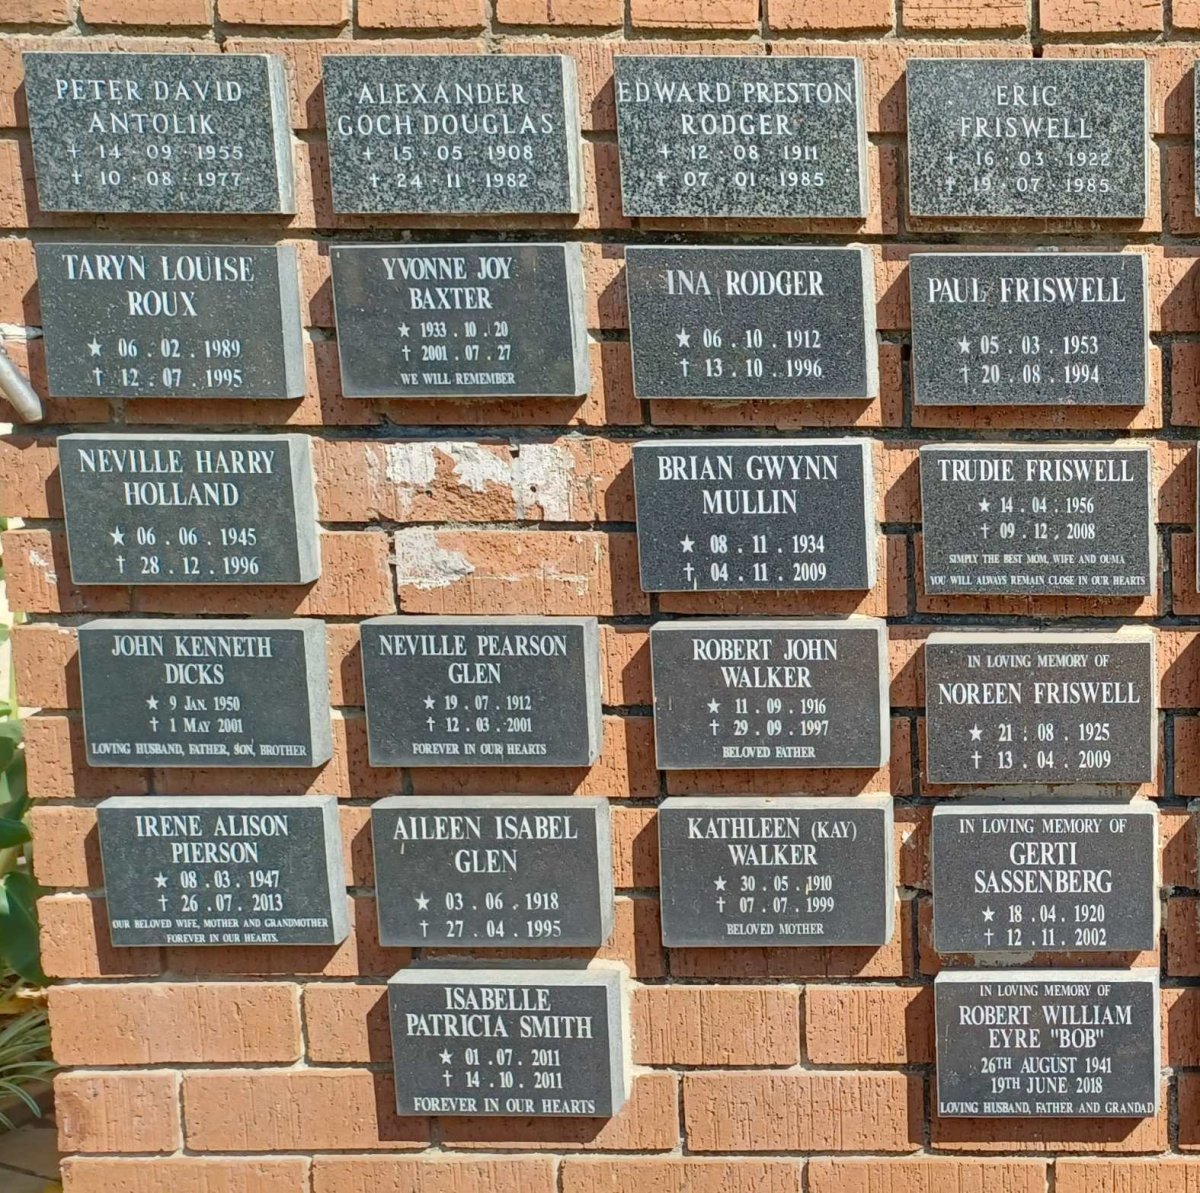 PETER DAVID
ANTOLIK
+ 14 · 09 · 1955
† 10 · 08 · 1977
ALEXANDER
GOCH DOUGLAS
+ 15 · 05 · 1908
† 24 · 11 · 1982
EDWARD PRESTON
RODGER
+ 12 · 08 · 1911
† 07 · 01 · 1985
ERIC
FRISWELL
+ 16 · 03 · 1922
† 19 · 07 · 1985
TARYN LOUISE
ROUX
★ 06 . 02 . 1989
† 12 . 07 . 1995
YVONNE JOY
BAXTER
★ 1933 . 10 . 20
† 2001 . 07 . 27
WE WILL REMEMBER
INA RODGER
★ 06 . 10 . 1912
† 13 . 10 . 1996
PAUL FRISWELL
★ 05 . 03 . 1953
† 20 . 08 . 1994
NEVILLE HARRY
HOLLAND
★ 06 . 06 . 1945
† 28 . 12 . 1996
BRIAN GWYNN
MULLIN
★ 08 . 11 . 1934
† 04 . 11 . 2009
TRUDIE FRISWELL
★ 14 . 04 . 1956
† 09 . 12 . 2008
SIMPLY THE BEST MOM, WIFE AND OUMA
YOU WILL ALWAYS REMAIN CLOSE IN OUR HEARTS
JOHN KENNETH
DICKS
★ 9 JAN. 1950
† 1 MAY 2001
LOVING HUSBAND, FATHER, SON, BROTHER
NEVILLE PEARSON
GLEN
★ 19 . 07 . 1912
† 12 . 03 . 2001
FOREVER IN OUR HEARTS
ROBERT JOHN
WALKER
★ 11 . 09 . 1916
† 29 . 09 . 1997
BELOVED FATHER
IN LOVING MEMORY OF
NOREEN FRISWELL
★ 21 . 08 . 1925
† 13 . 04 . 2009
IRENE ALISON
PIERSON
★ 08 . 03 . 1947
† 26 . 07 . 2013
OUR BELOVED WIFE, MOTHER AND GRANDMOTHER
FOREVER IN OUR HEARTS.
AILEEN ISABEL
GLEN
★ 03 . 06 . 1918
† 27 . 04 . 1995
KATHLEEN (KAY)
WALKER
★ 30 . 05 . 1910
† 07 . 07 . 1999
BELOVED MOTHER
IN LOVING MEMORY OF
GERTI
SASSENBERG
★ 18 . 04 . 1920
† 12 . 11 . 2002
ISABELLE
PATRICIA SMITH
★ 01 . 07 . 2011
† 14 . 10 . 2011
FOREVER IN OUR HEARTS
IN LOVING MEMORY OF
ROBERT WILLIAM
EYRE "BOB"
26TH AUGUST 1941
19TH JUNE 2018
LOVING HUSBAND, FATHER AND GRANDAD